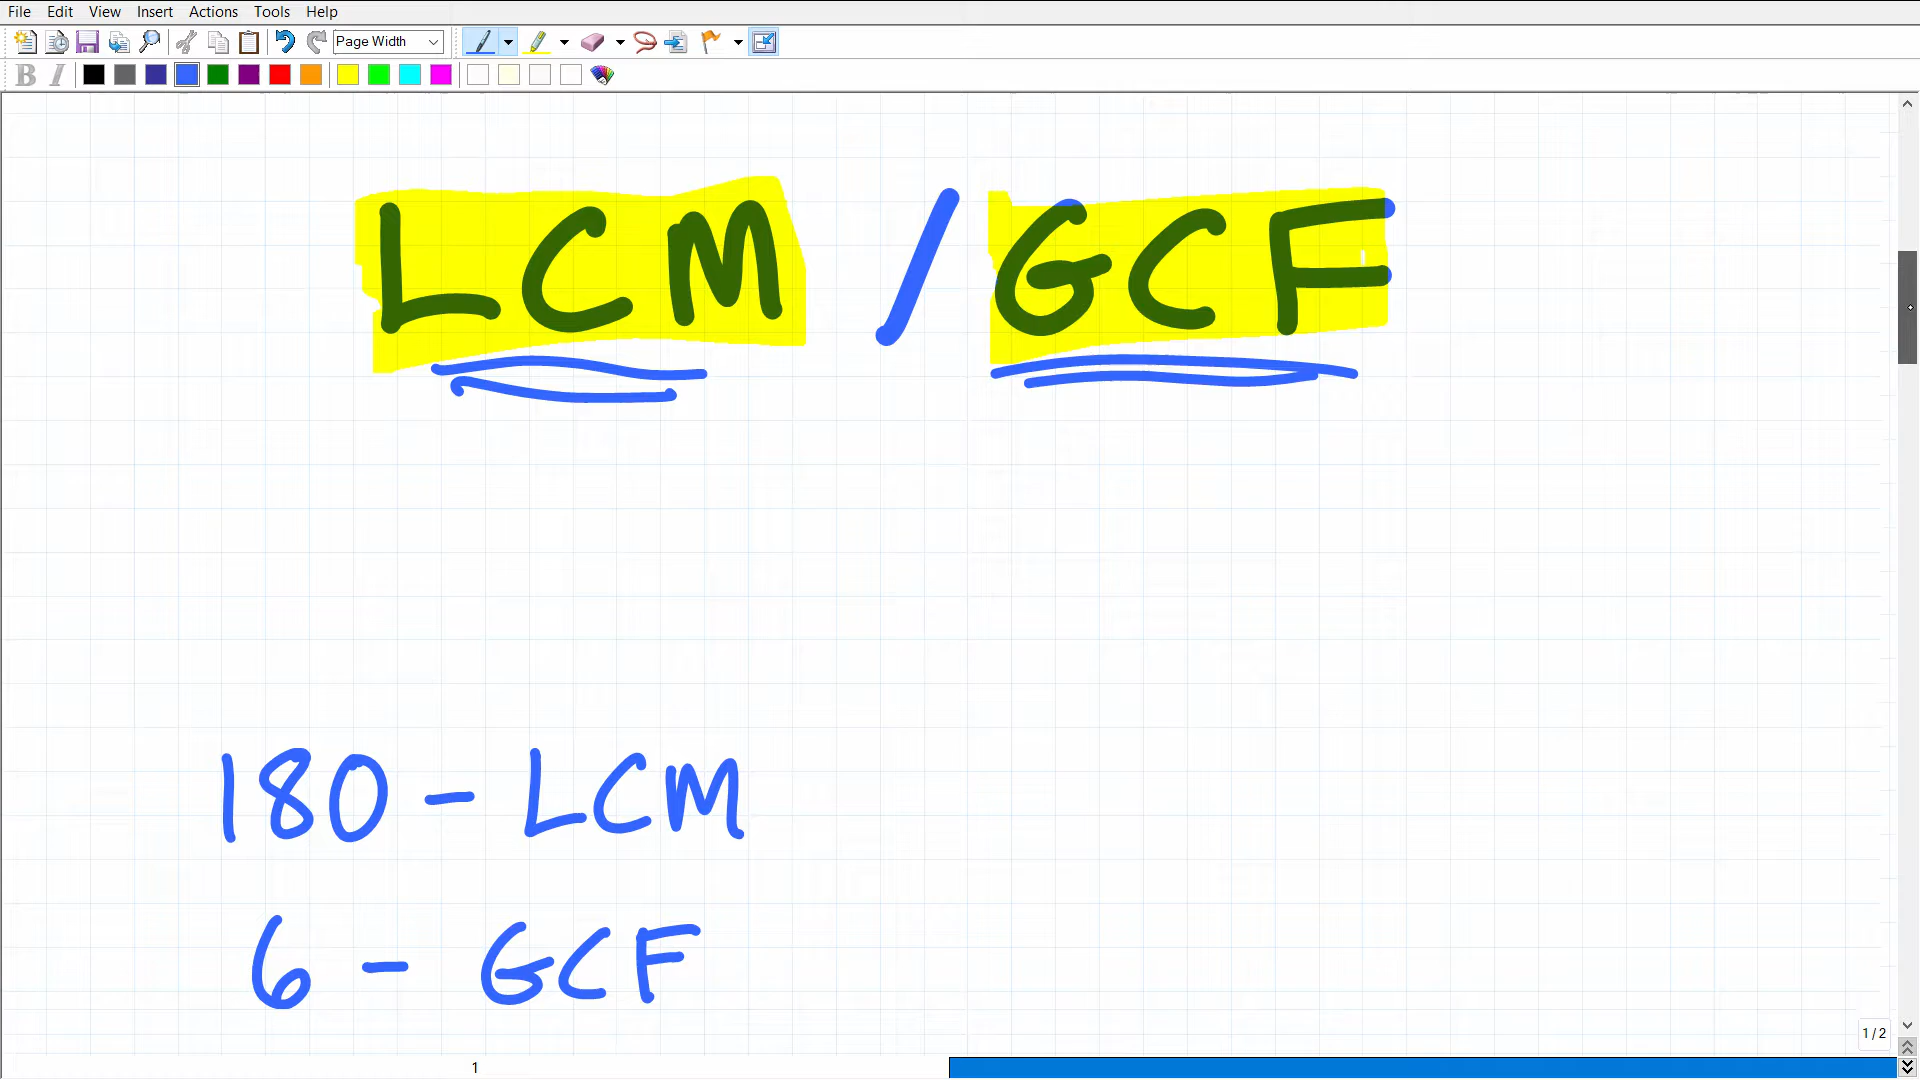 File Edit View Insert Actions Tools Help
Page Width
B I
LCM / GCF
180 - LCM
6 - GCF
1 / 2
1